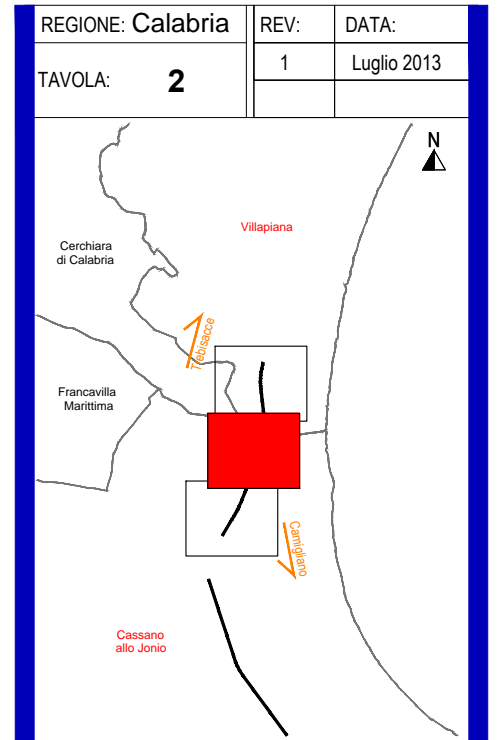 REGIONE: Calabria
REV:
DATA:
TAVOLA: 2
1
Luglio 2013
N
Villapiana
Cerchiara
di Calabria
Trebisacce
Francavilla
Marittima
Camigliano
Cassano
allo Jonio